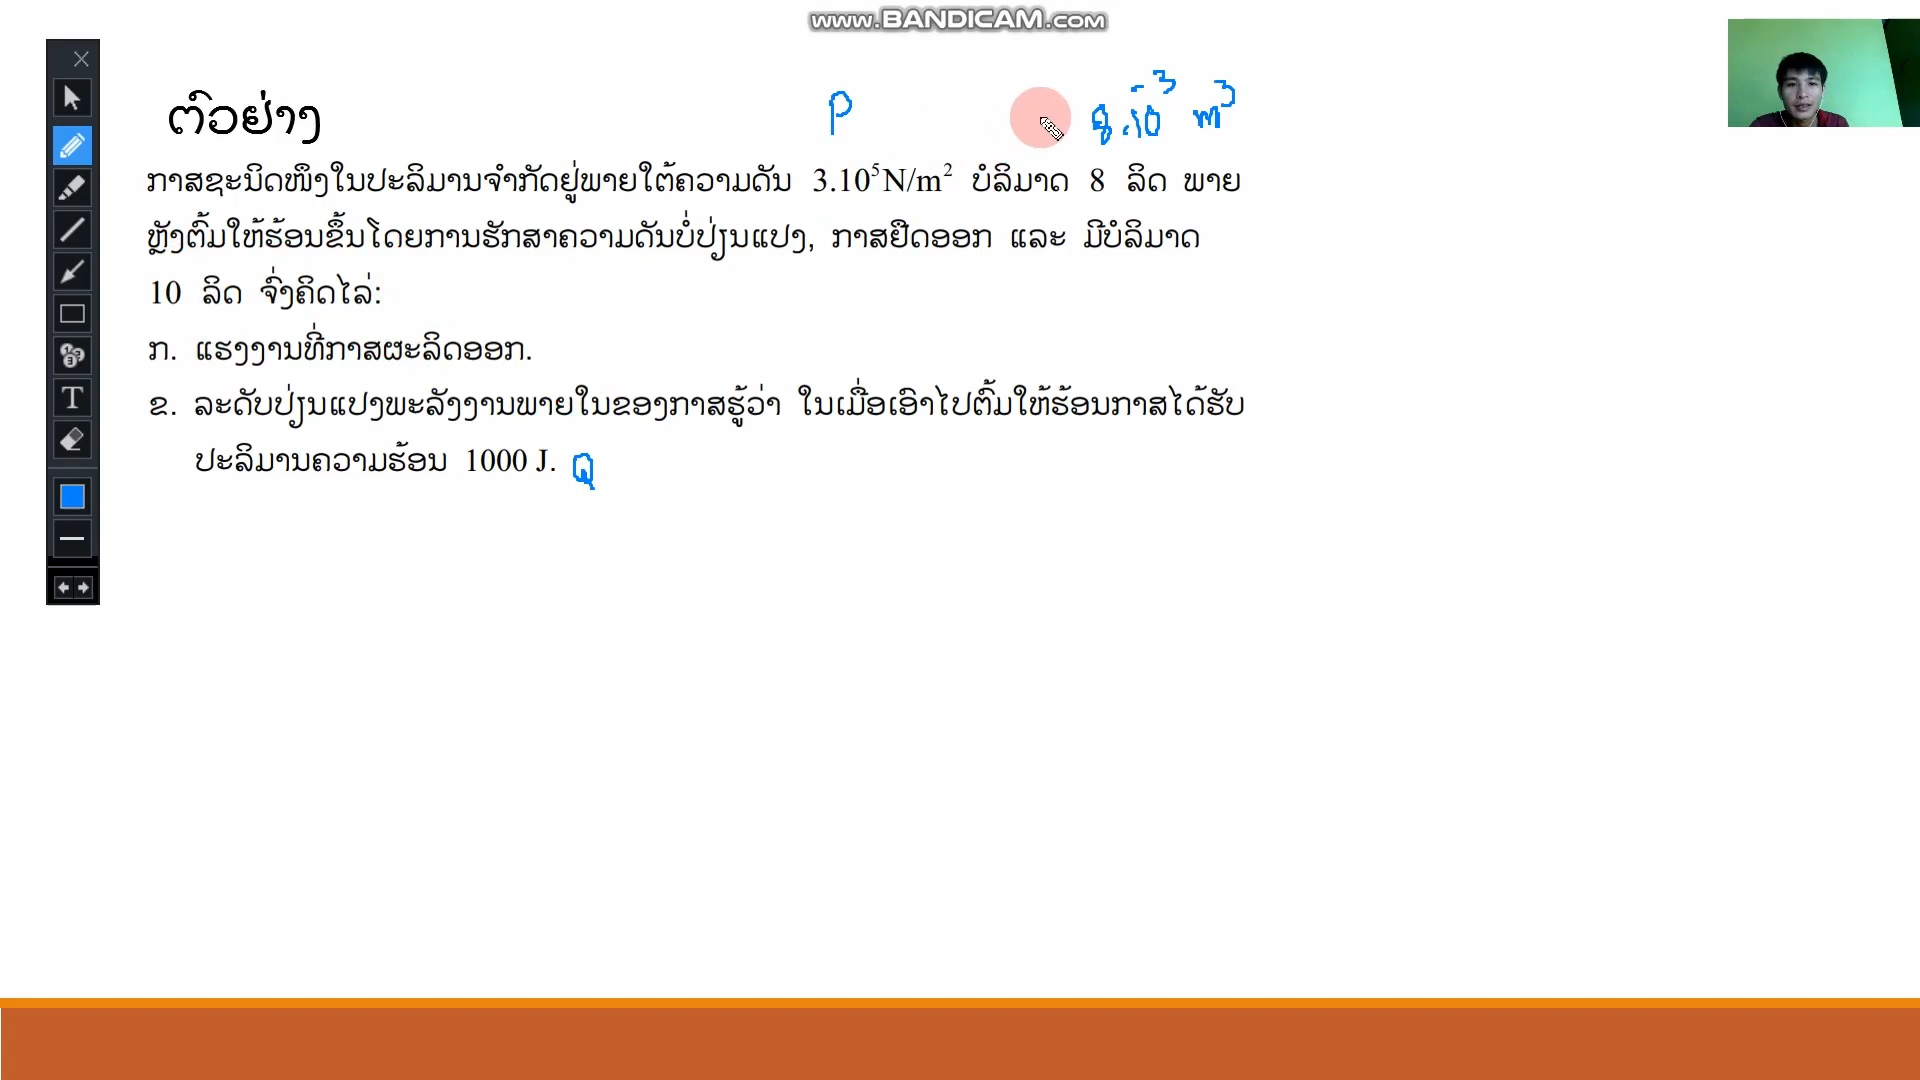 www.BANDICAM.com
ຕົວຢ່າງ
P 8.10⁻³ m³
ກາສຊະນິດໜຶ່ງໃນປະລິມານຈຳກັດຢູ່ພາຍໃຕ້ຄວາມດັນ 3.10⁵N/m² ບໍລິມາດ 8 ລິດ ພາຍ
ຫຼັງຕົ້ມໃຫ້ຮ້ອນຂຶ້ນໂດຍການຮັກສາຄວາມດັນບໍ່ປ່ຽນແປງ, ກາສຢືດອອກ ແລະ ມີບໍລິມາດ
10 ລິດ ຈົ່ງຄິດໄລ່:
ກ. ແຮງງານທີ່ກາສຜະລິດອອກ.
ຂ. ລະດັບປ່ຽນແປງພະລັງງານພາຍໃນຂອງກາສຮູ້ວ່າ ໃນເມື່ອເອົາໄປຕົ້ມໃຫ້ຮ້ອນກາສໄດ້ຮັບ
ປະລິມານຄວາມຮ້ອນ 1000 J. Q